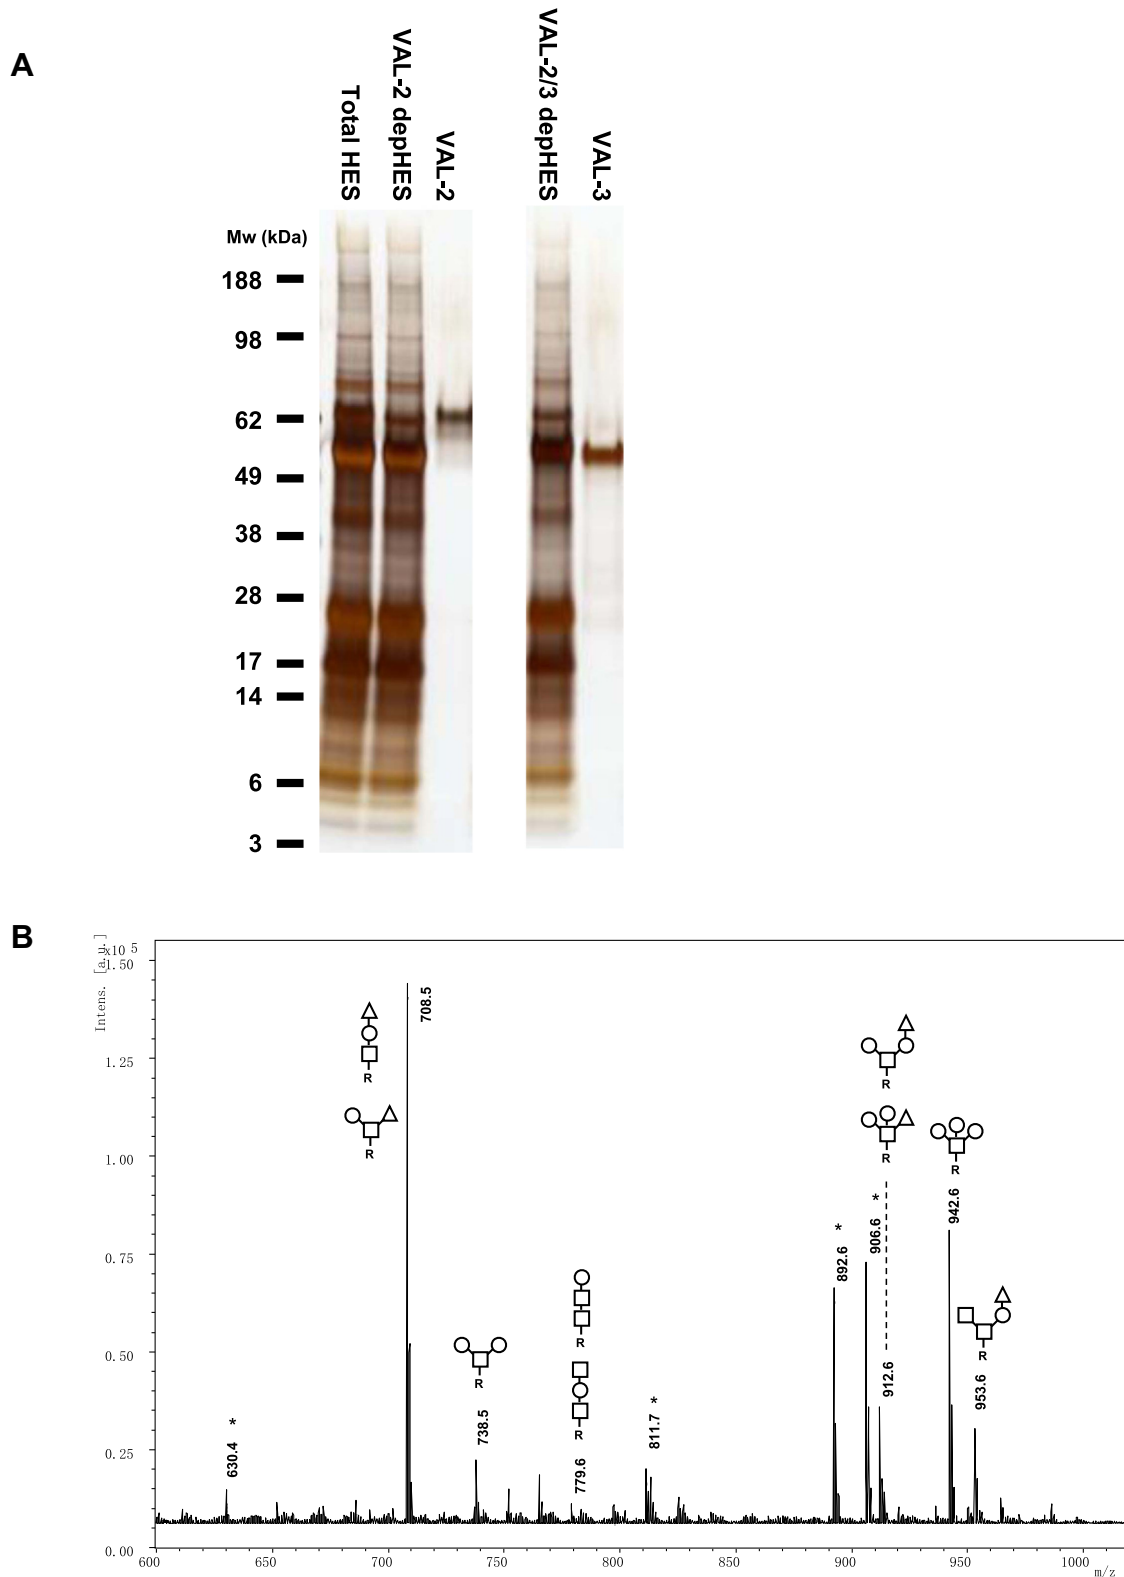 A
Total HES
VAL-2 depHES
VAL-2
VAL-2/3 depHES
VAL-3
Mw (kDa)
188
98
62
49
38
28
17
14
6
3
B
Intens. [a.u.]
x10 5
1.50
1.25
1.00
0.75
0.50
0.25
0.00
R
R
708.5
R
R
892.6 *
906.6 *
R
R
942.6
R
R
738.5
R
R
779.6
811.7 *
912.6
953.6
630.4 *
600
650
700
750
800
850
900
950
1000
m/z